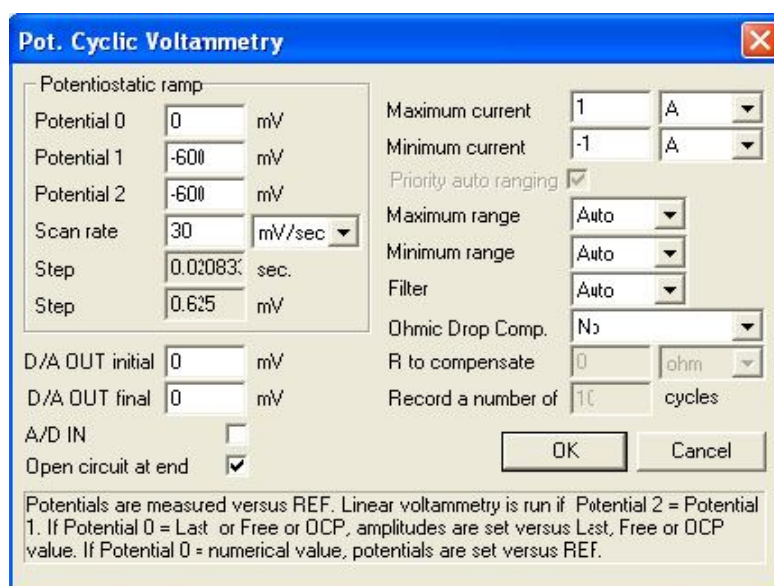 Pot. Cyclic Voltammetry
Potentiostatic ramp
Potential 0 0 mV
Potential 1 -600 mV
Potential 2 -600 mV
Scan rate 30 mV/sec
Step 0.020833 sec.
Step 0.625 mV
D/A OUT initial 0 mV
D/A OUT final 0 mV
A/D IN
Open circuit at end
Maximum current 1 A
Minimum current -1 A
Priority auto ranging
Maximum range Auto
Minimum range Auto
Filter Auto
Ohmic Drop Comp. No
R to compensate 0 ohm
Record a number of 10 cycles
OK Cancel
Potentials are measured versus REF. Linear voltammetry is run if Potential 2 = Potential
1. If Potential 0 = Last or Free or OCP, amplitudes are set versus Last, Free or OCP
value. If Potential 0 = numerical value, potentials are set versus REF.